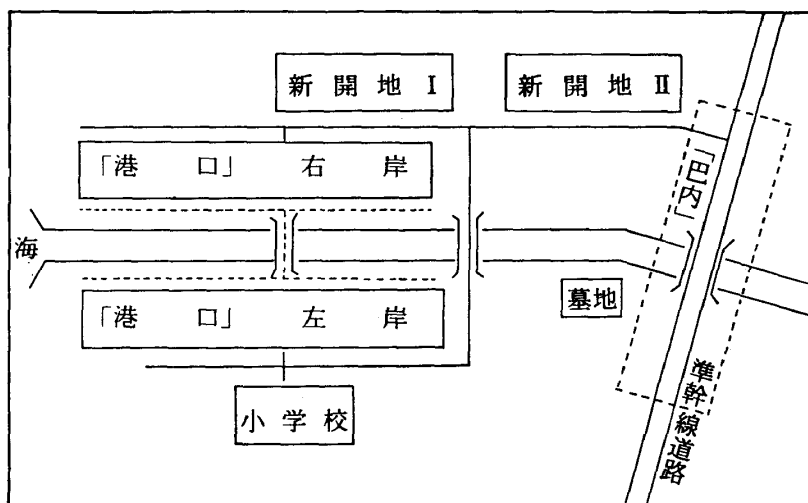 新開地Ⅰ
新開地Ⅱ
「港口」右岸
「巴内」
海
墓地
「港口」左岸
準幹線道路
小学校